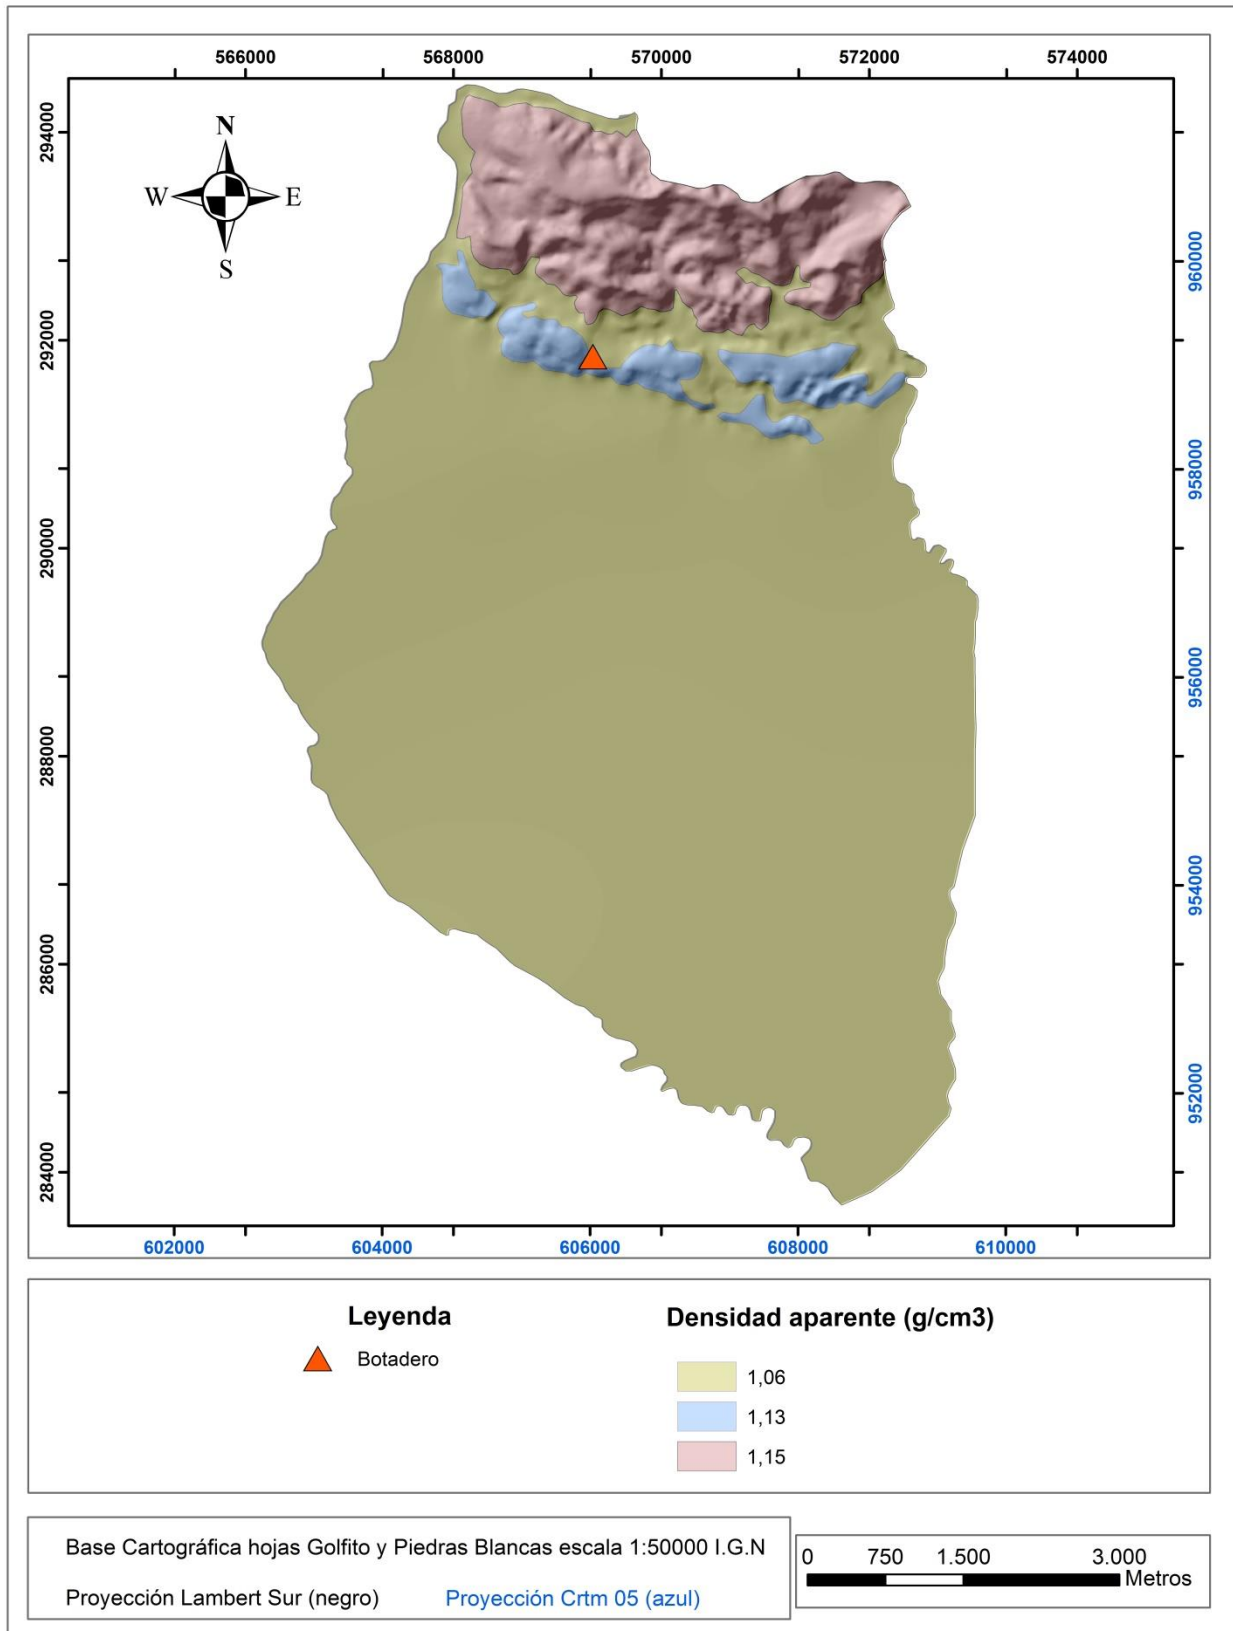 566000 568000 570000 572000 574000
294000
292000
290000
288000
286000
284000
N
W E
S
960000
958000
956000
954000
952000
602000 604000 606000 608000 610000
Leyenda
Botadero
Densidad aparente (g/cm3)
1,06
1,13
1,15
Base Cartográfica hojas Golfito y Piedras Blancas escala 1:50000 I.G.N
Proyección Lambert Sur (negro) Proyección Crtm 05 (azul)
0 750 1.500 3.000
Metros